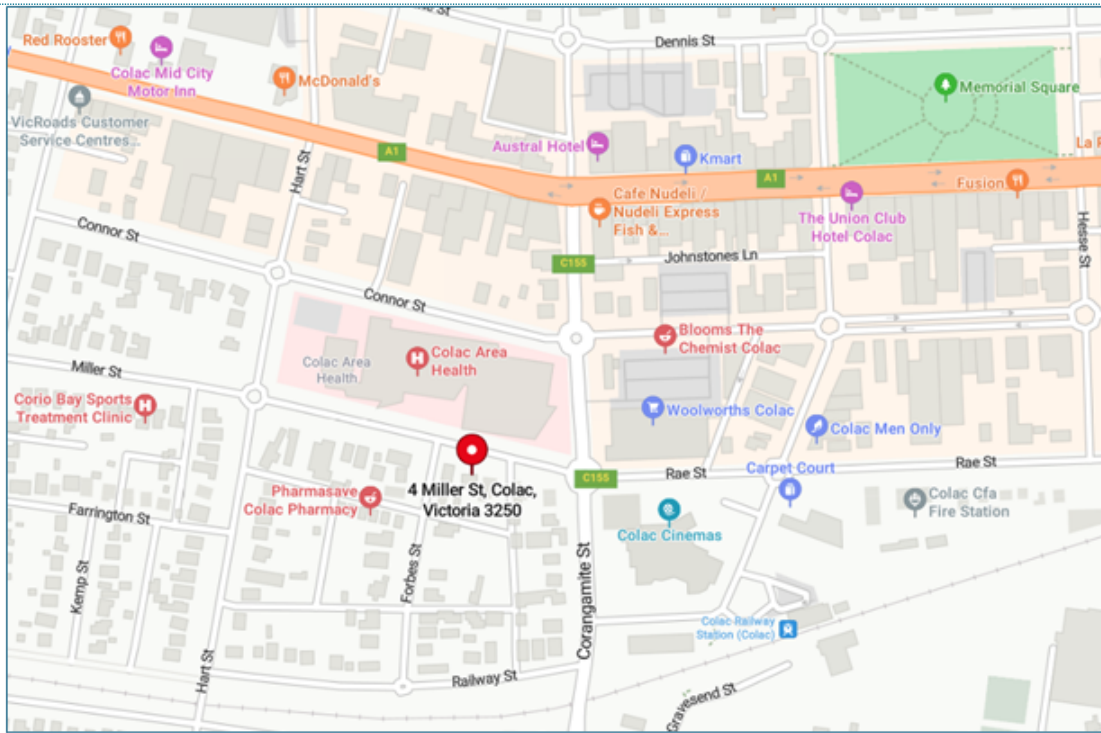 Dennis St
Red Rooster
Colac Mid City
Motor Inn
McDonald's
Memorial Square
VicRoads Customer
Service Centres...
A1
Hart St
Austral Hotel
Kmart
A1
La
Fusion
Cafe Nudeli /
Nudeli Express
Fish &...
The Union Club
Hotel Colac
Hesse St
Connor St
C155
Johnstones Ln
Connor St
Blooms The
Chemist Colac
Colac Area
Health
Colac Area
Health
Miller St
Corio Bay Sports
Treatment Clinic
Woolworths Colac
Colac Men Only
C155
Rae St
Carpet Court
Rae St
4 Miller St, Colac,
Victoria 3250
Pharmasave
Colac Pharmacy
Colac Cfa
Fire Station
Farrington St
Colac Cinemas
Kemp St
Forbes St
Corangamite St
Colac Railway
Station (Colac)
Hart St
Railway St
Gravesend St